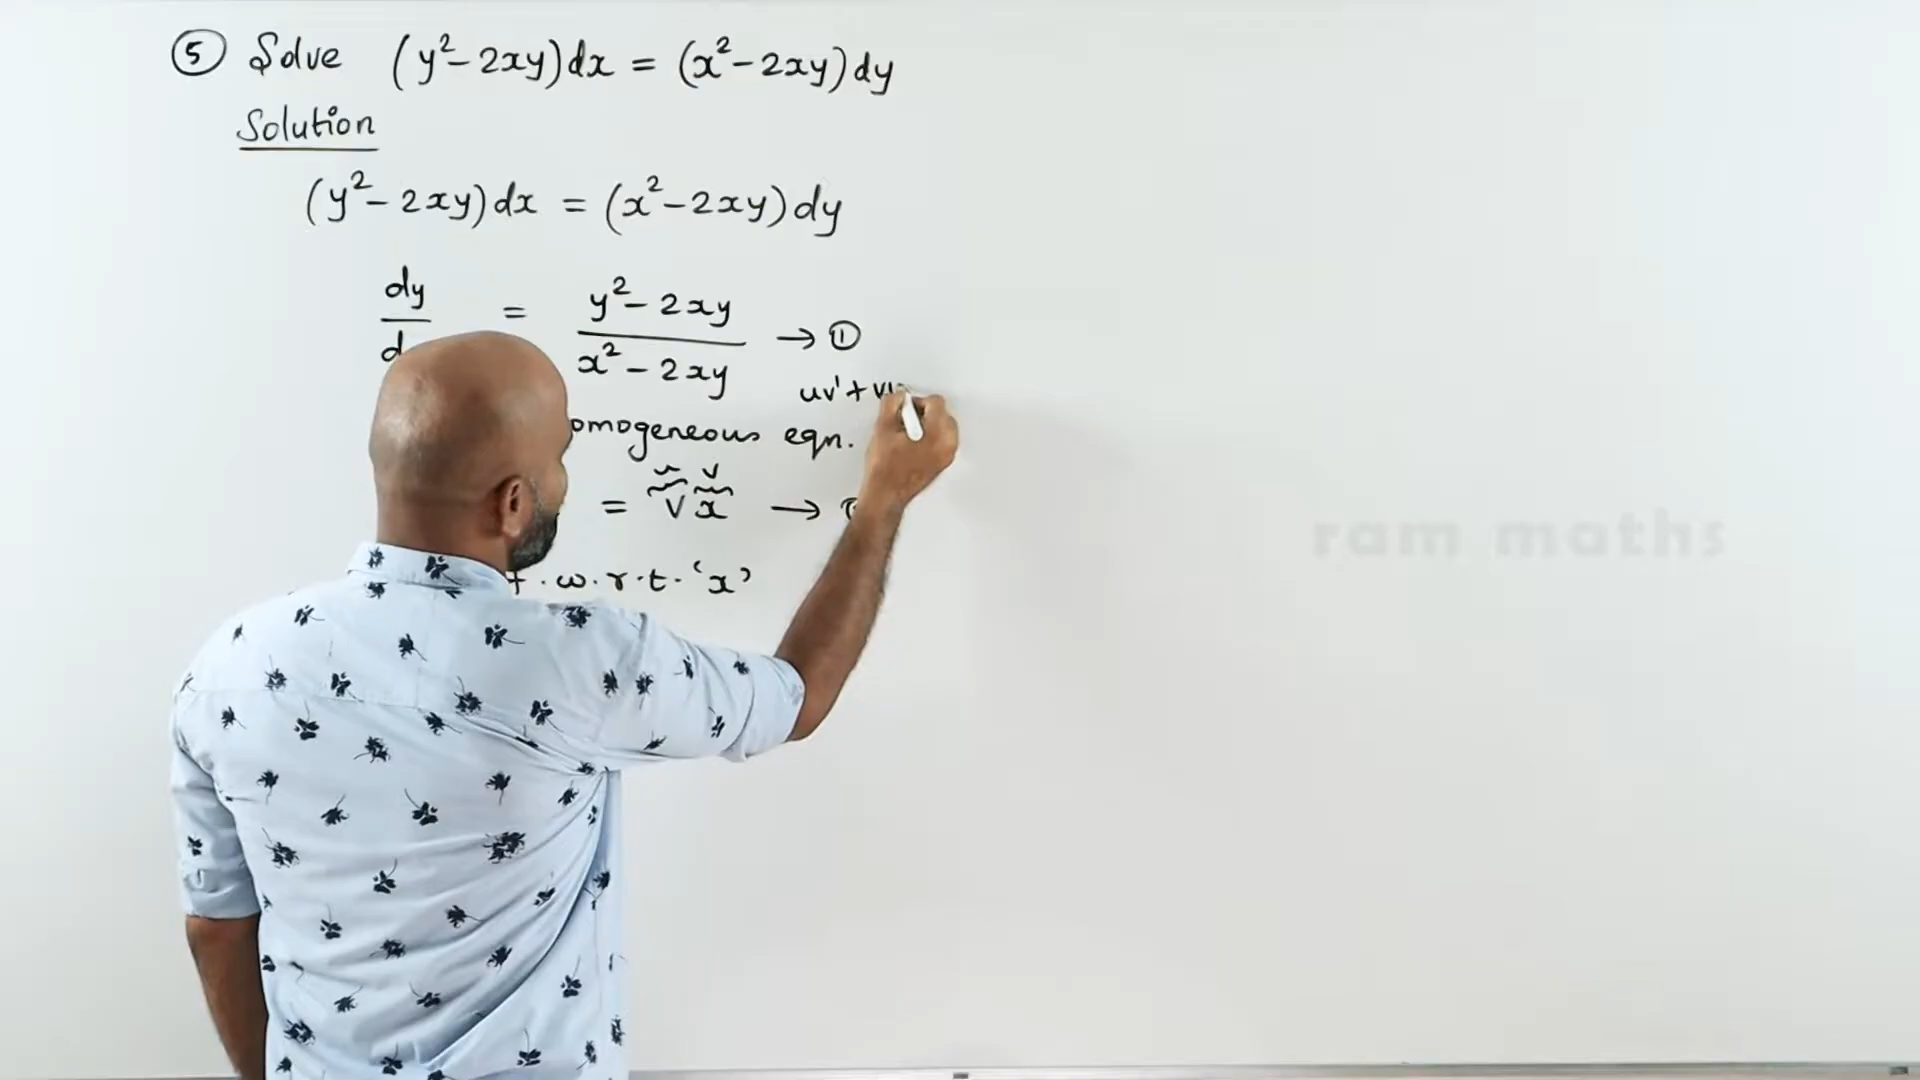 ⑤ Solve (y² - 2xy)dx = (x² - 2xy)dy
Solution
(y² - 2xy)dx = (x² - 2xy)dy
dy/d = (y² - 2xy)/(x² - 2xy) → ①
uv' + v
omogeneous eqn.
u v
= v x →
. w.r.t. 'x'
ram maths